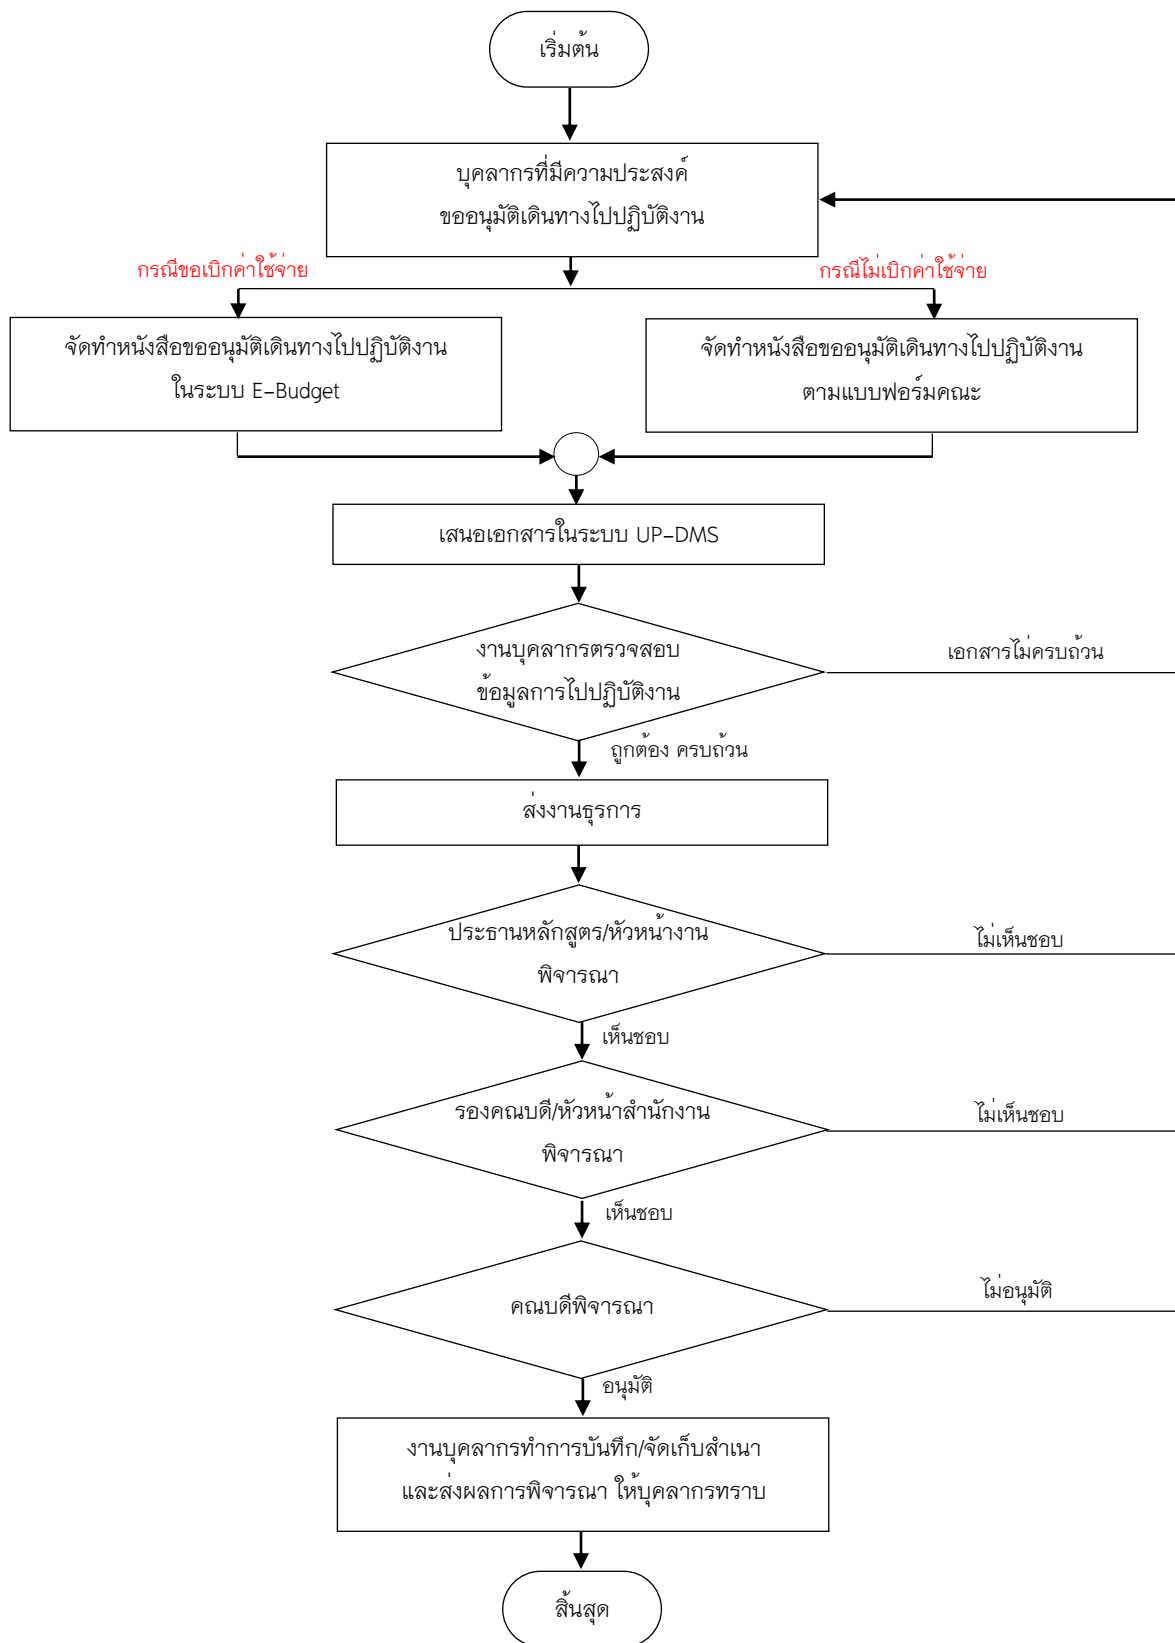 เริ่มต้น
บุคลากรที่มีความประสงค์
ขออนุมัติเดินทางไปปฏิบัติงาน
กรณีขอเบิกค่าใช้จ่าย
กรณีไม่เบิกค่าใช้จ่าย
จัดทำหนังสือขออนุมัติเดินทางไปปฏิบัติงาน
ในระบบ E-Budget
จัดทำหนังสือขออนุมัติเดินทางไปปฏิบัติงาน
ตามแบบฟอร์มคณะ
เสนอเอกสารในระบบ UP-DMS
งานบุคลากรตรวจสอบ
ข้อมูลการไปปฏิบัติงาน
เอกสารไม่ครบถ้วน
ถูกต้อง ครบถ้วน
ส่งงานธุรการ
ประธานหลักสูตร/หัวหน้างาน
พิจารณา
ไม่เห็นชอบ
เห็นชอบ
รองคณบดี/หัวหน้าสำนักงาน
พิจารณา
ไม่เห็นชอบ
เห็นชอบ
คณบดีพิจารณา
ไม่อนุมัติ
อนุมัติ
งานบุคลากรทำการบันทึก/จัดเก็บสำเนา
และส่งผลการพิจารณา ให้บุคลากรทราบ
สิ้นสุด